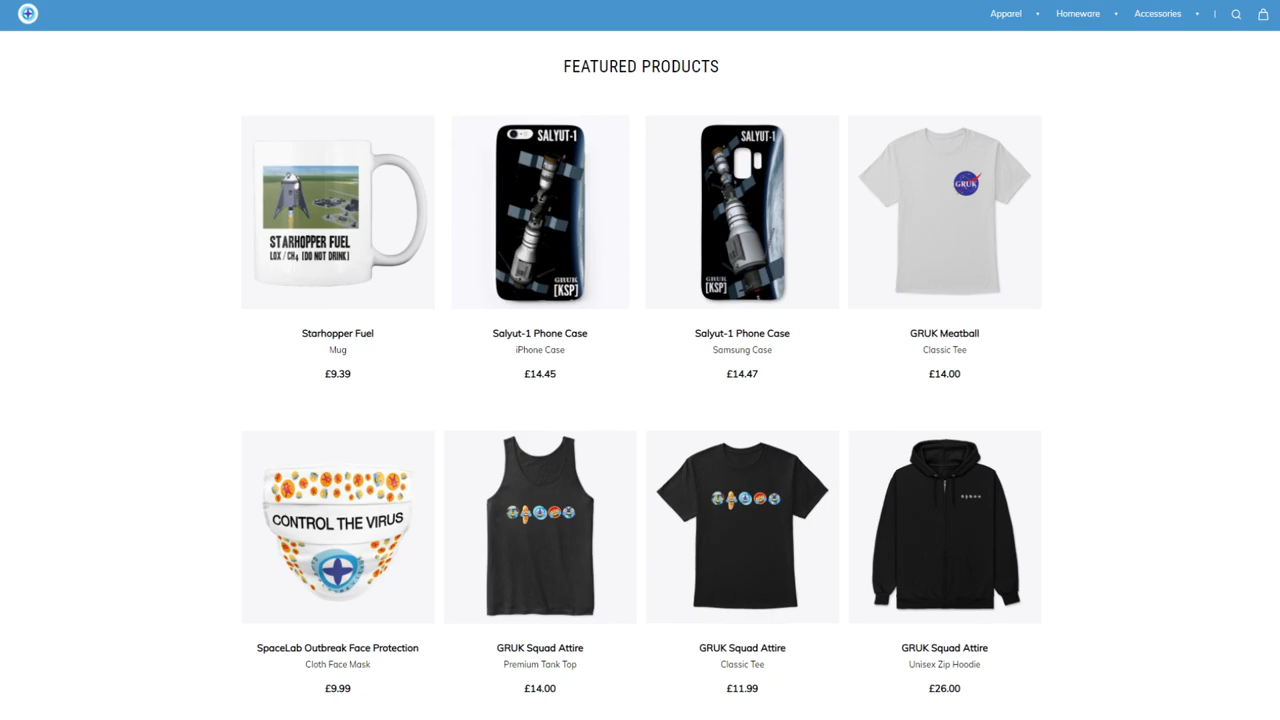 Apparel
Homeware
Accessories
FEATURED PRODUCTS
STARHOPPER FUEL
LOX / CH4 [DO NOT DRINK]
SALYUT-1
GRUK
[KSP]
SALYUT-1
GRUK
[KSP]
GRUK
Starhopper Fuel
Mug
£9.39
Salyut-1 Phone Case
iPhone Case
£14.45
Salyut-1 Phone Case
Samsung Case
£14.47
GRUK Meatball
Classic Tee
£14.00
CONTROL THE VIRUS
SpaceLab Outbreak Face Protection
Cloth Face Mask
£9.99
GRUK Squad Attire
Premium Tank Top
£14.00
GRUK Squad Attire
Classic Tee
£11.99
GRUK Squad Attire
Unisex Zip Hoodie
£26.00